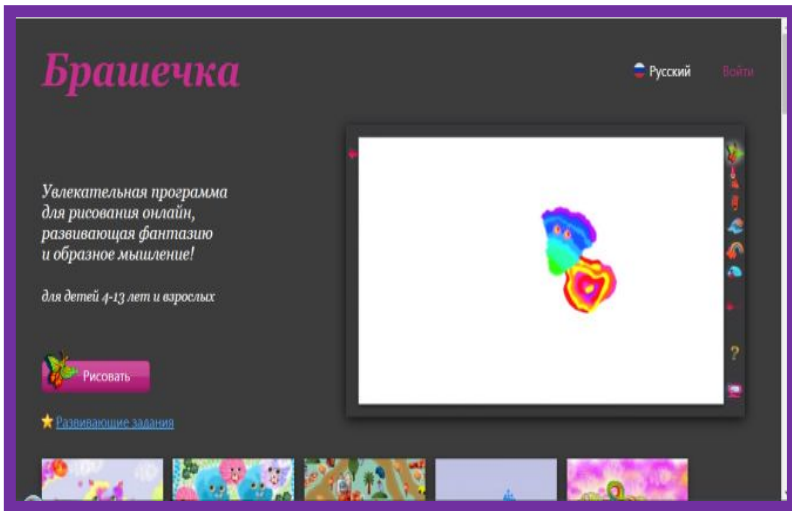 Брашечка
Русский Войти
Увлекательная программа
для рисования онлайн,
развивающая фантазию
и образное мышление!
для детей 4-13 лет и взрослых
Рисовать
Развивающие задания
?